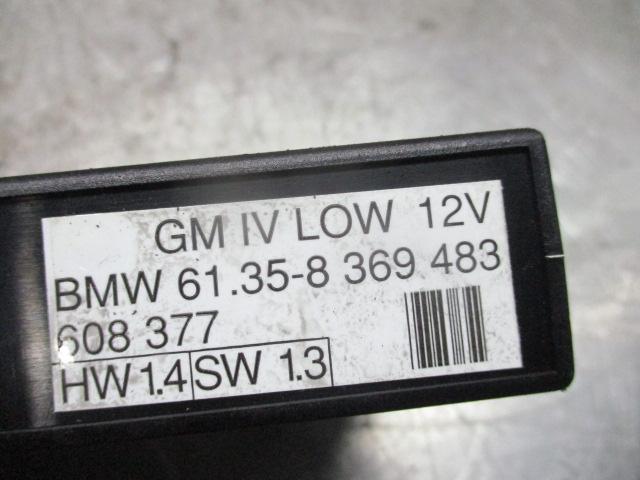 GM IV LOW 12V
BMW 61.35-8 369 483
608 377
HW 1.4 SW 1.3